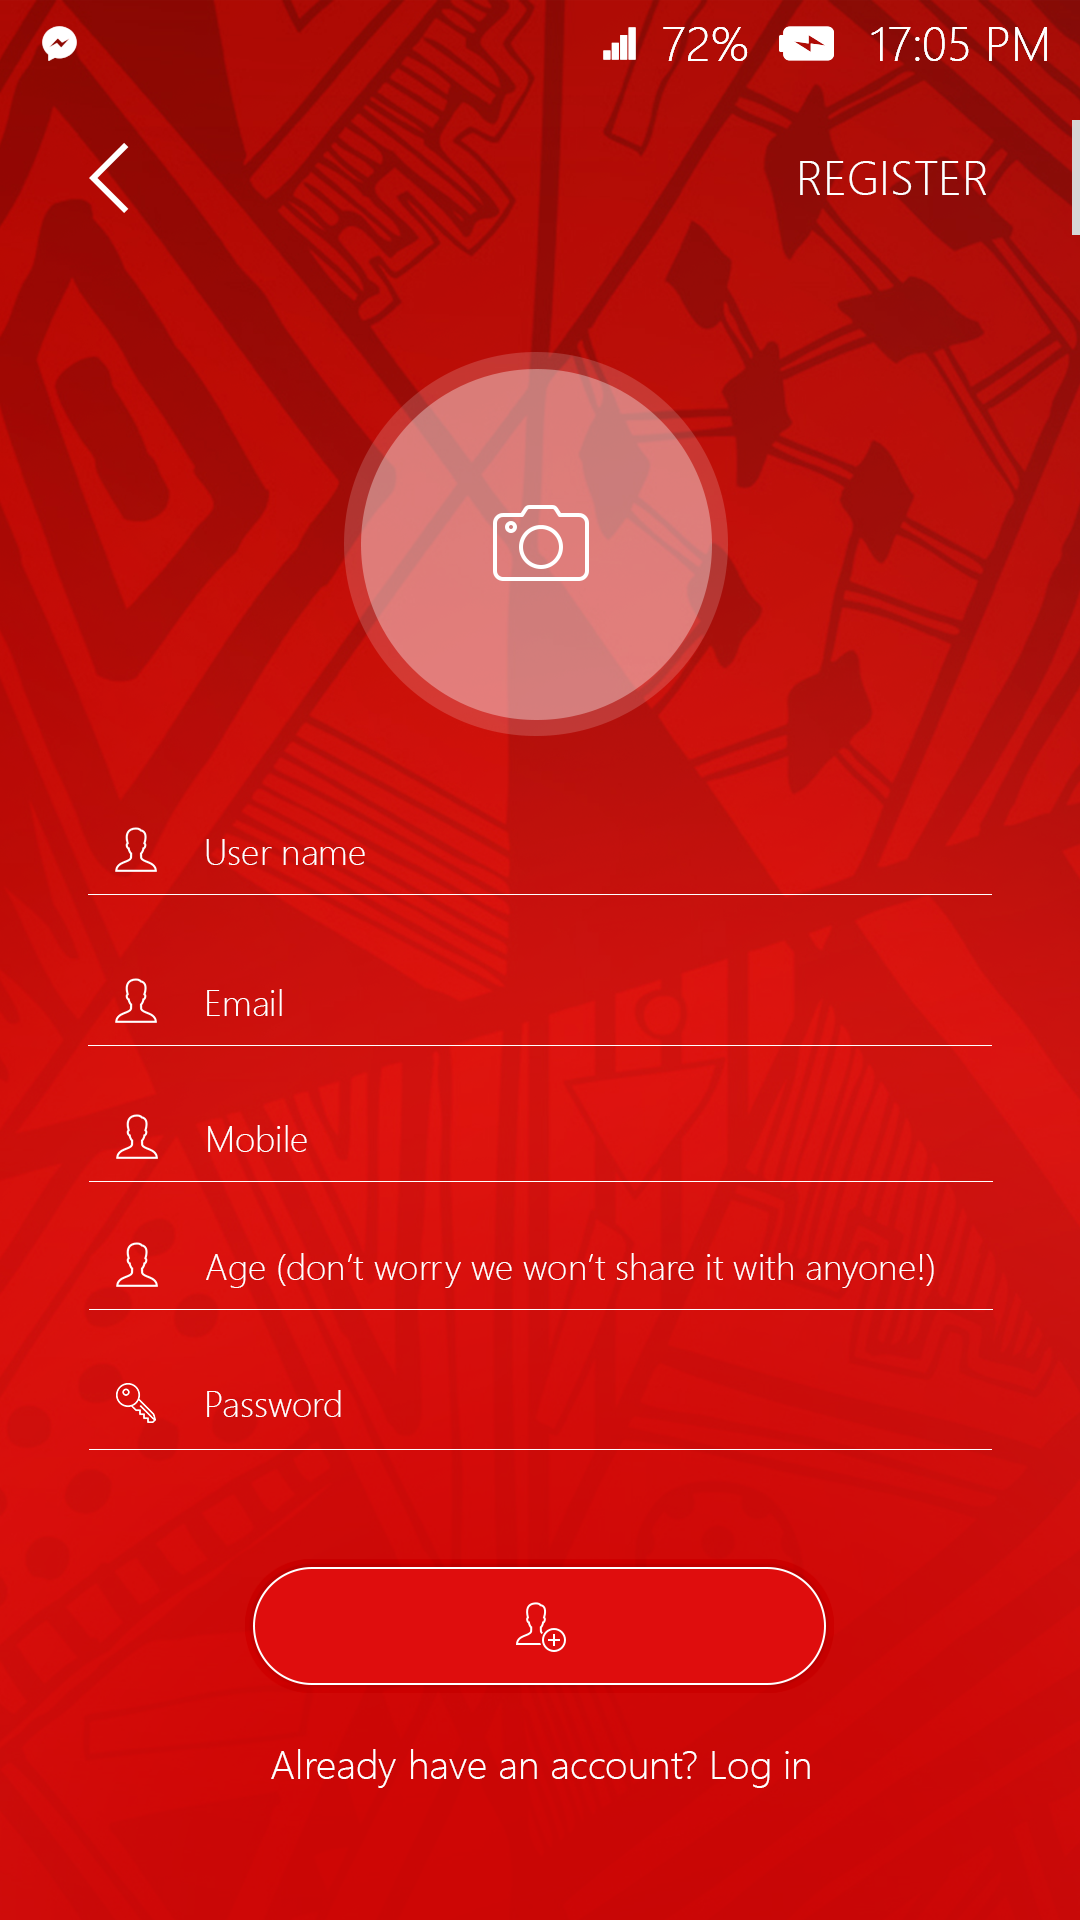 72% 17:05 PM
REGISTER
User name
Email
Mobile
Age (don’t worry we won’t share it with anyone!)
Password
Already have an account? Log in